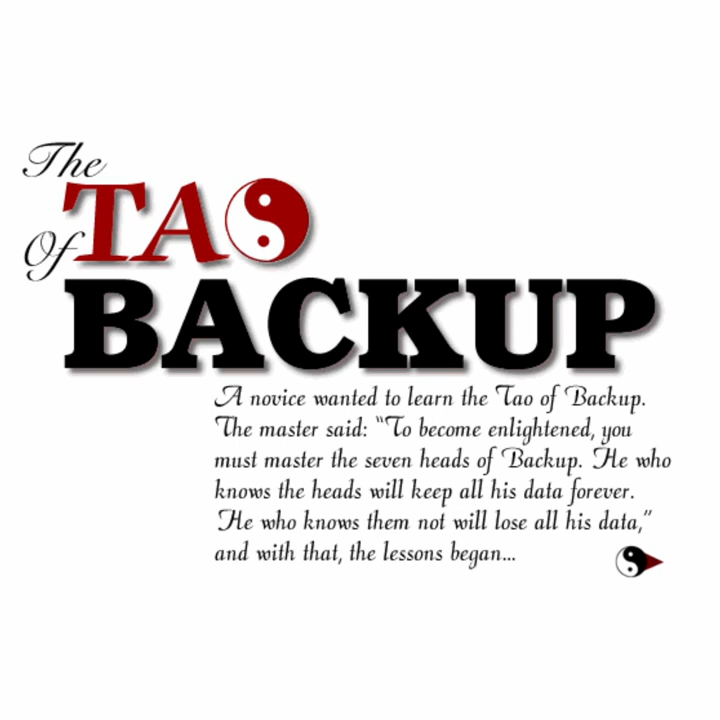 The
TAO
Of
BACKUP
A novice wanted to learn the Tao of Backup.
The master said: “To become enlightened, you
must master the seven heads of Backup. He who
knows the heads will keep all his data forever.
He who knows them not will lose all his data,”
and with that, the lessons began...